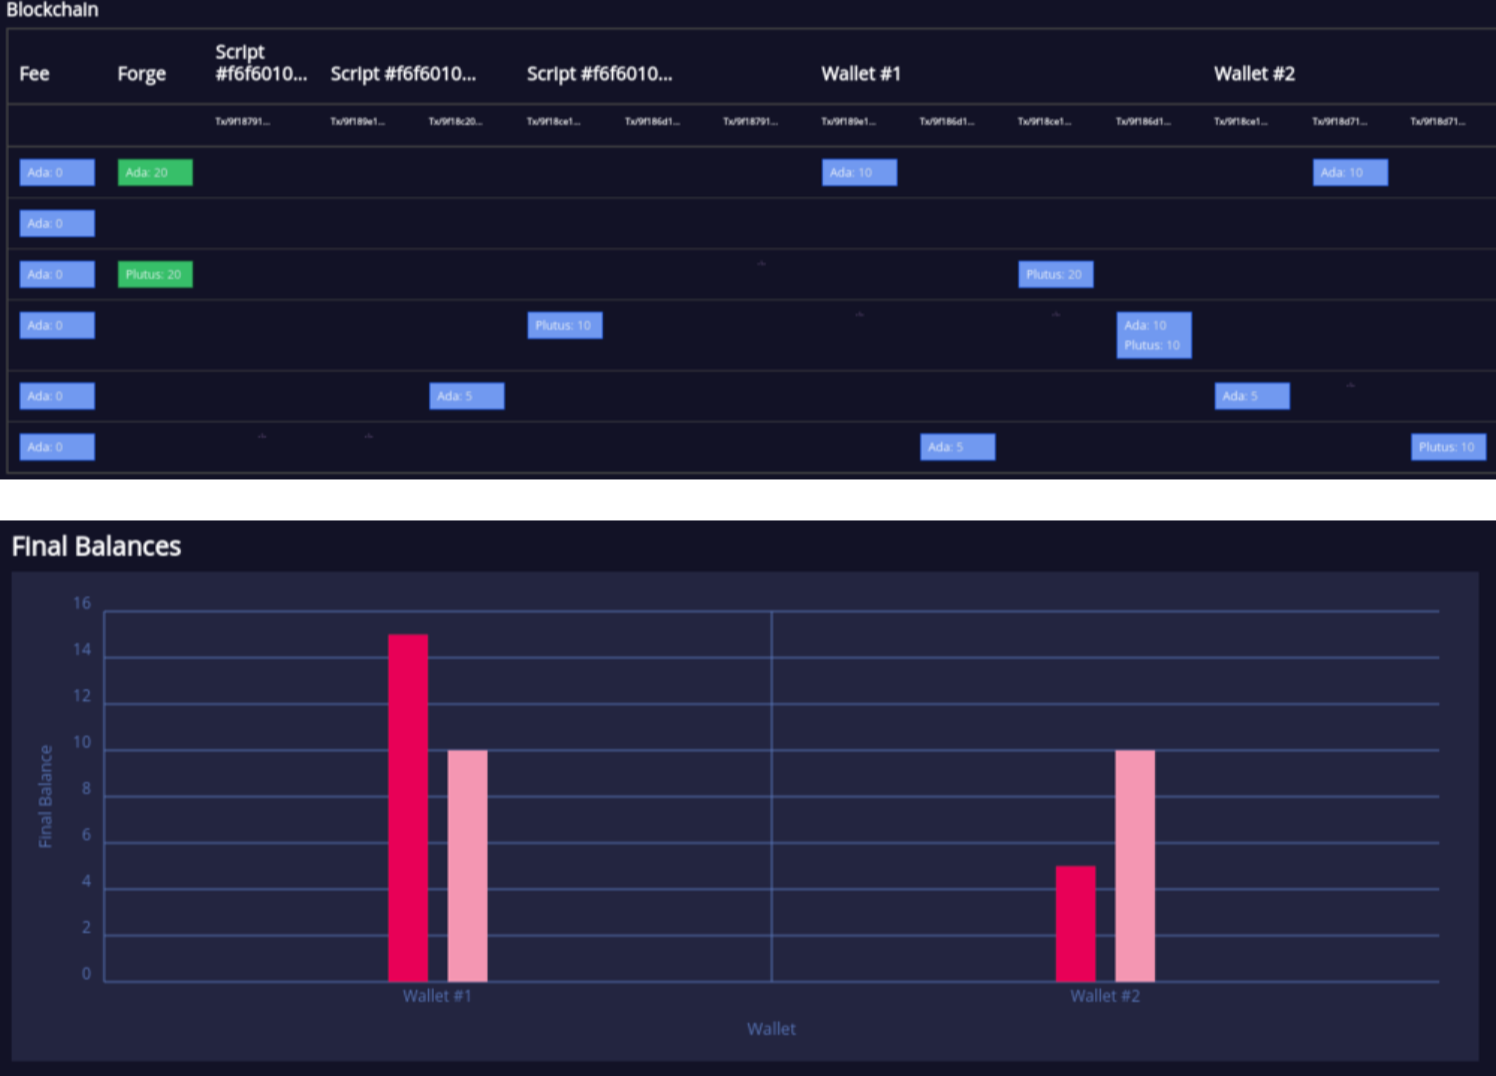 Blockchain
Fee Forge Script #f6f6010... Script #f6f6010... Script #f6f6010... Wallet #1 Wallet #2
Tx/9f18791... Tx/9f189e1... Tx/9f18c20... Tx/9f18ce1... Tx/9f186d1... Tx/9f18791... Tx/9f189e1... Tx/9f186d1... Tx/9f18ce1... Tx/9f186d1... Tx/9f18ce1... Tx/9f18d71... Tx/9f18d71...
Ada: 0 Ada: 20 Ada: 10 Ada: 10
Ada: 0
Ada: 0 Plutus: 20 Plutus: 20
Ada: 0 Plutus: 10 Ada: 10
Plutus: 10
Ada: 0 Ada: 5 Ada: 5
Ada: 0 Ada: 5 Plutus: 10
Final Balances
16
14
12
10
8
6
4
2
0
Final Balance
Wallet #1 Wallet #2
Wallet